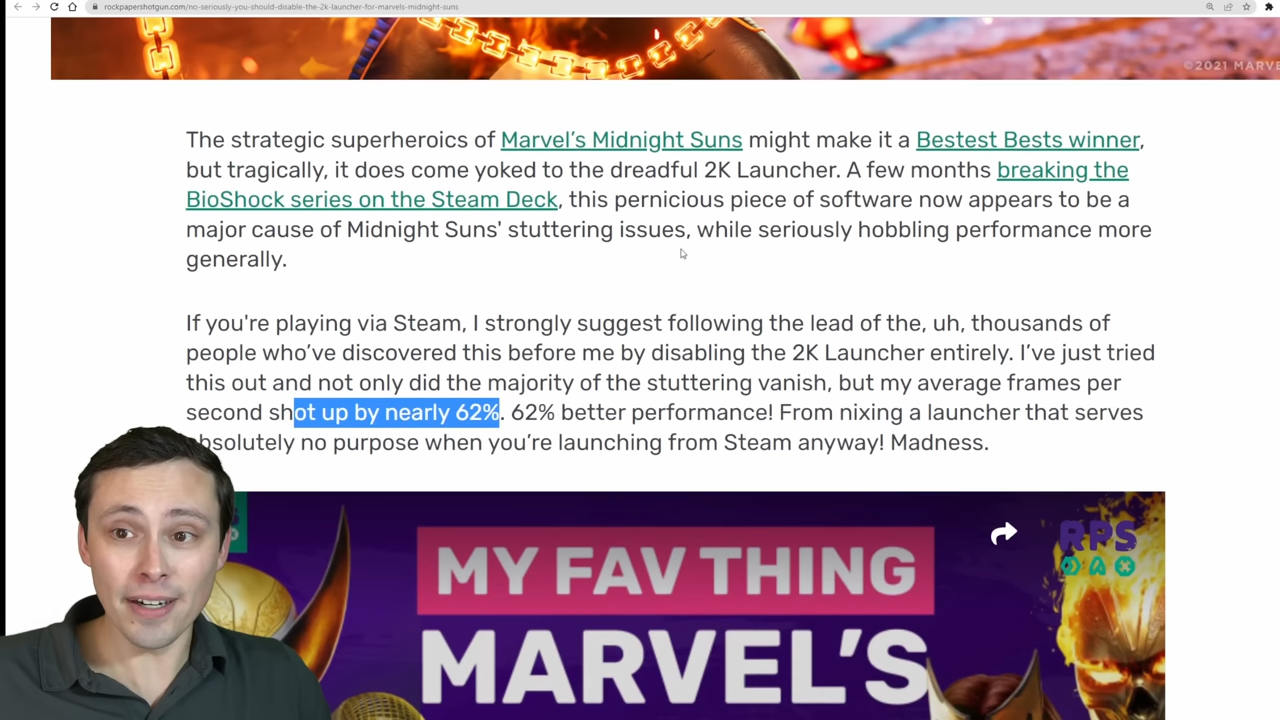 rockpapershotgun.com/no-seriously-you-should-disable-the-2k-launcher-for-marvels-midnight-suns
©2021 MARVE
The strategic superheroics of Marvel’s Midnight Suns might make it a Bestest Bests winner,
but tragically, it does come yoked to the dreadful 2K Launcher. A few months breaking the
BioShock series on the Steam Deck, this pernicious piece of software now appears to be a
major cause of Midnight Suns' stuttering issues, while seriously hobbling performance more
generally.
If you're playing via Steam, I strongly suggest following the lead of the, uh, thousands of
people who’ve discovered this before me by disabling the 2K Launcher entirely. I’ve just tried
this out and not only did the majority of the stuttering vanish, but my average frames per
second shot up by nearly 62%. 62% better performance! From nixing a launcher that serves
absolutely no purpose when you’re launching from Steam anyway! Madness.
MY FAV THING
RPS
MARVEL’S